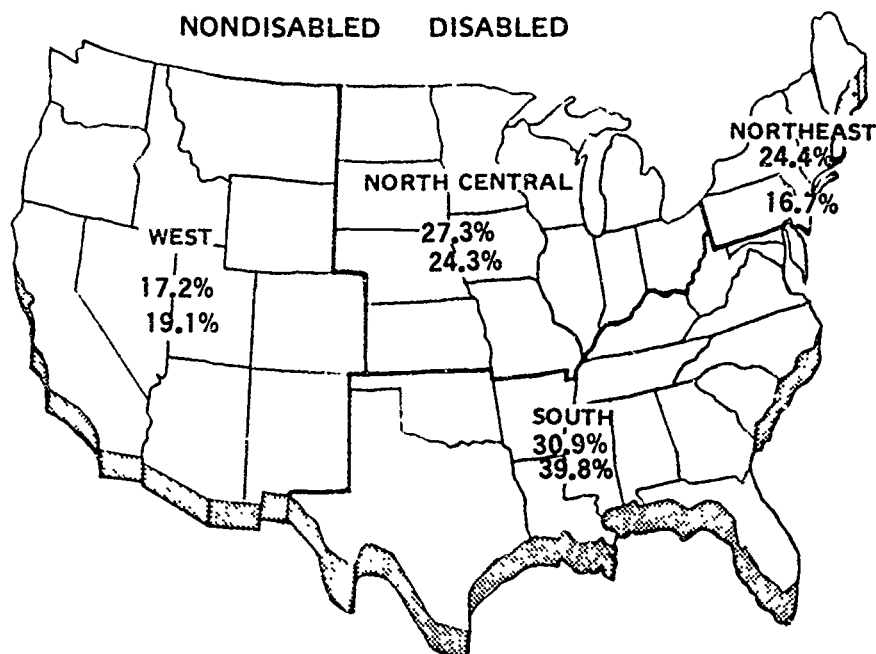 NONDISABLED DISABLED
NORTHEAST
24.4%
16.7%
NORTH CENTRAL
27.3%
24.3%
WEST
17.2%
19.1%
SOUTH
30.9%
39.8%